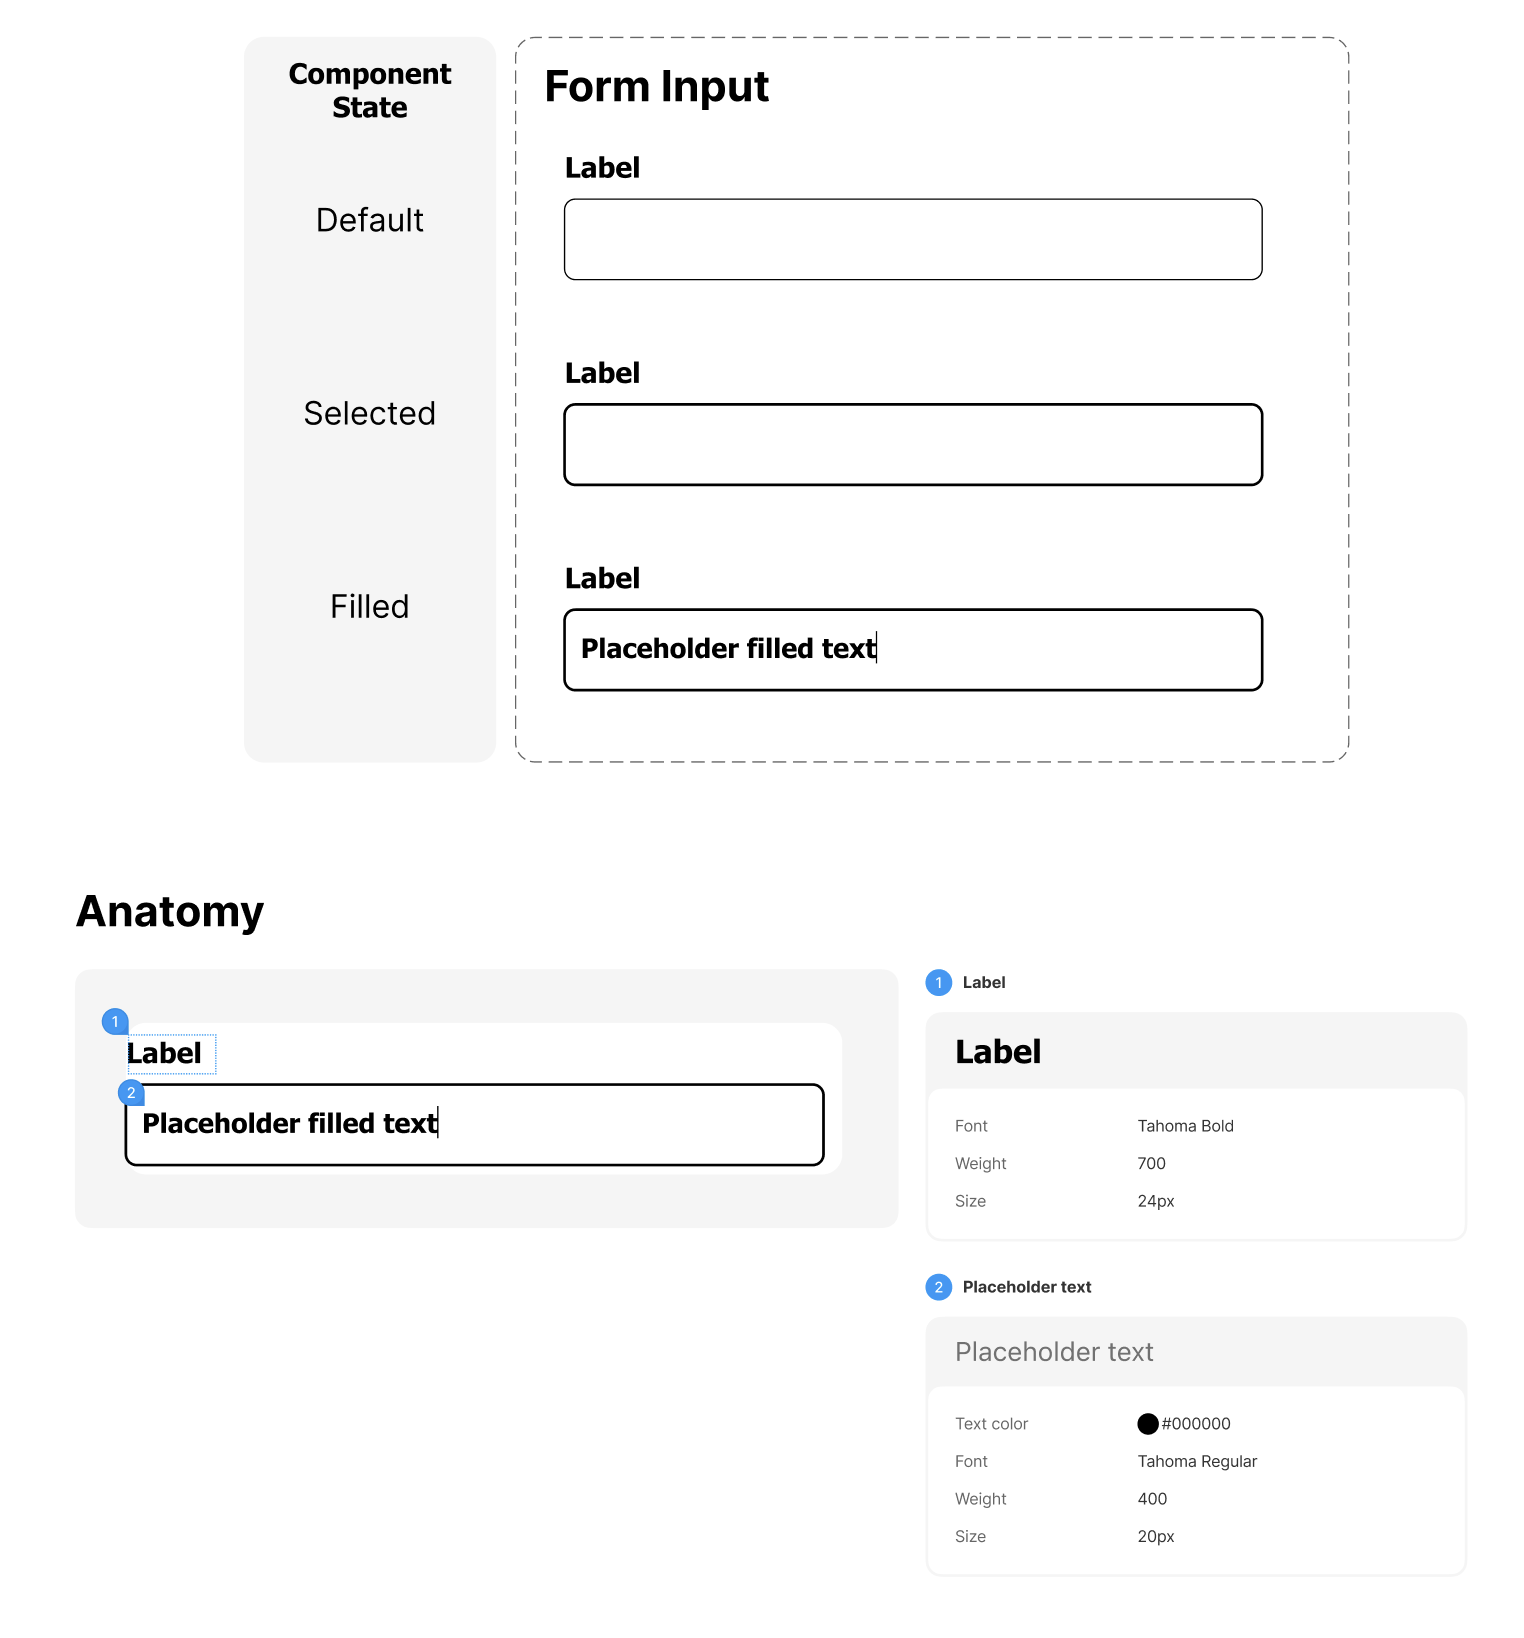 Component
State
Default
Selected
Filled
Form Input
Label
Label
Label
Placeholder filled text
Anatomy
1
Label
2
Placeholder filled text
1 Label
Label
Font Tahoma Bold
Weight 700
Size 24px
2 Placeholder text
Placeholder text
Text color #000000
Font Tahoma Regular
Weight 400
Size 20px